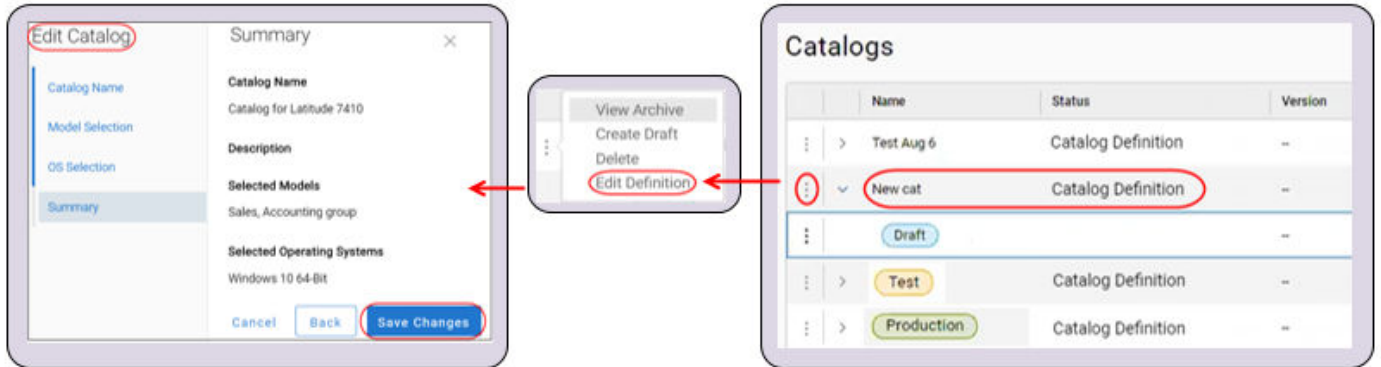 Edit Catalog
Catalog Name
Model Selection
OS Selection
Summary
Summary
Catalog Name
Catalog for Latitude 7410
Description
Selected Models
Sales, Accounting group
Selected Operating Systems
Windows 10 64-Bit
Cancel Back Save Changes
View Archive
Create Draft
Delete
Edit Definition
Catalogs
Name Status Version
Test Aug 6 Catalog Definition --
New cat Catalog Definition --
Draft --
Test Catalog Definition --
Production Catalog Definition --